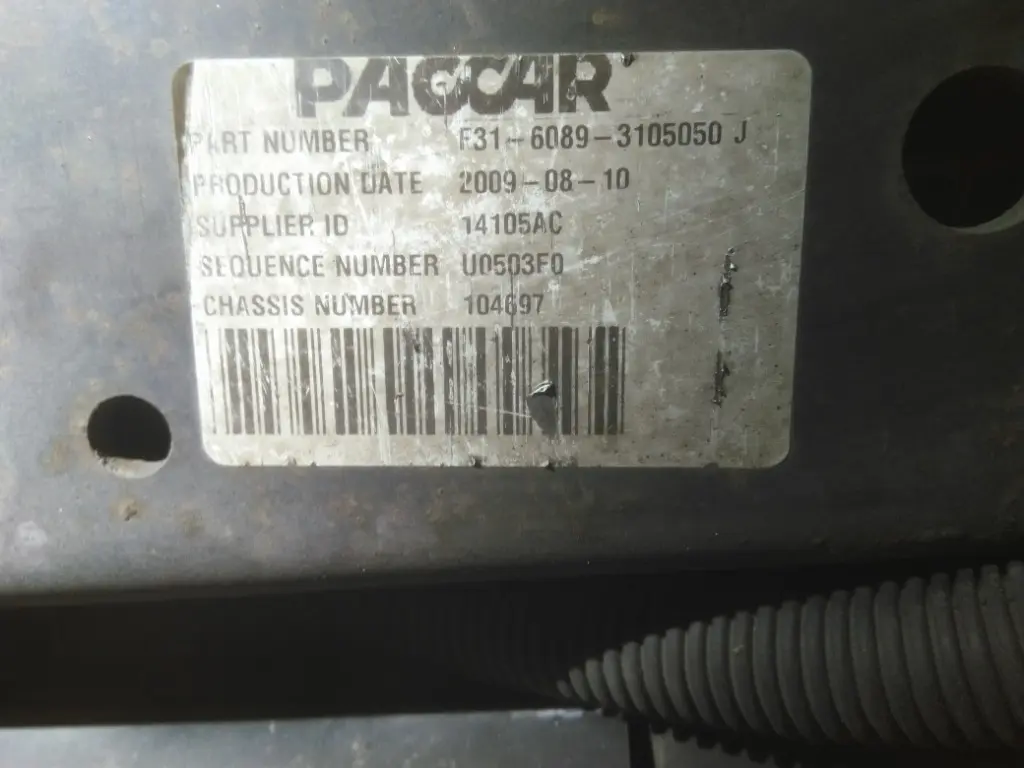 PACCAR
PART NUMBER F31-6089-3105050 J
PRODUCTION DATE 2009-08-10
SUPPLIER ID 14105AC
SEQUENCE NUMBER U0503F0
CHASSIS NUMBER 104697